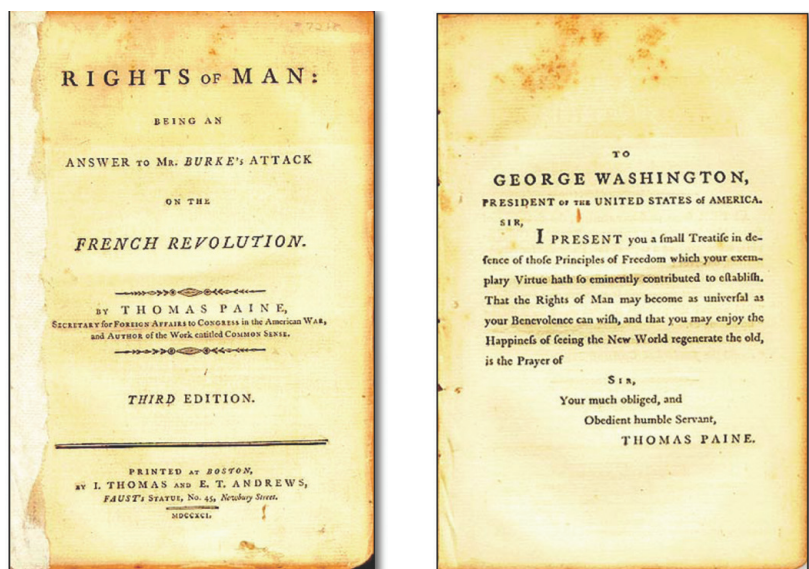 RIGHTS OF MAN:
BEING AN
ANSWER TO MR. BURKE's ATTACK
ON THE
FRENCH REVOLUTION.
BY THOMAS PAINE,
SECRETARY for FOREIGN AFFAIRS to CONGRESS in the AMERICAN WAR,
and AUTHOR of the Work entitled COMMON SENSE.
THIRD EDITION.
PRINTED AT BOSTON,
BY I. THOMAS AND E. T. ANDREWS,
FAUST's STATUE, No. 45, Newbury Street.
MDCCXCI.
TO
GEORGE WASHINGTON,
PRESIDENT OF THE UNITED STATES of AMERICA.
SIR,
I PRESENT you a ſmall Treatiſe in de-
fence of thoſe Principles of Freedom which your exem-
plary Virtue hath ſo eminently contributed to eſtabliſh.
That the Rights of Man may become as univerſal as
your Benevolence can wiſh, and that you may enjoy the
Happineſs of ſeeing the New World regenerate the old,
is the Prayer of
SIR,
Your much obliged, and
Obedient humble Servant,
THOMAS PAINE.